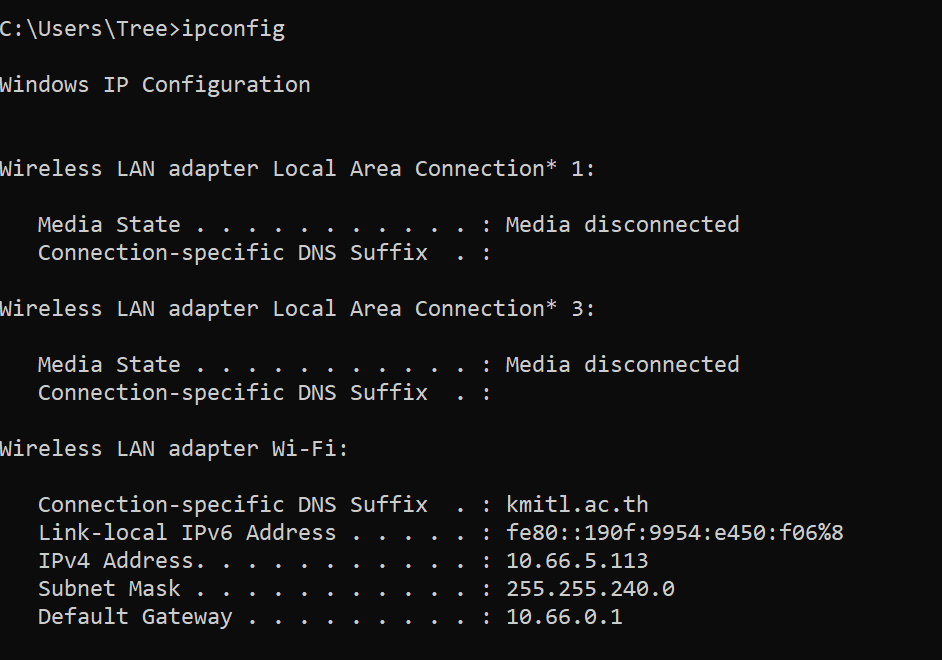 C:\Users\Tree>ipconfig
Windows IP Configuration
Wireless LAN adapter Local Area Connection* 1:
Media State . . . . . . . . . . . : Media disconnected
Connection-specific DNS Suffix  . :
Wireless LAN adapter Local Area Connection* 3:
Media State . . . . . . . . . . . : Media disconnected
Connection-specific DNS Suffix  . :
Wireless LAN adapter Wi-Fi:
Connection-specific DNS Suffix  . : kmitl.ac.th
Link-local IPv6 Address . . . . . : fe80::190f:9954:e450:f06%8
IPv4 Address. . . . . . . . . . . : 10.66.5.113
Subnet Mask . . . . . . . . . . . : 255.255.240.0
Default Gateway . . . . . . . . . : 10.66.0.1